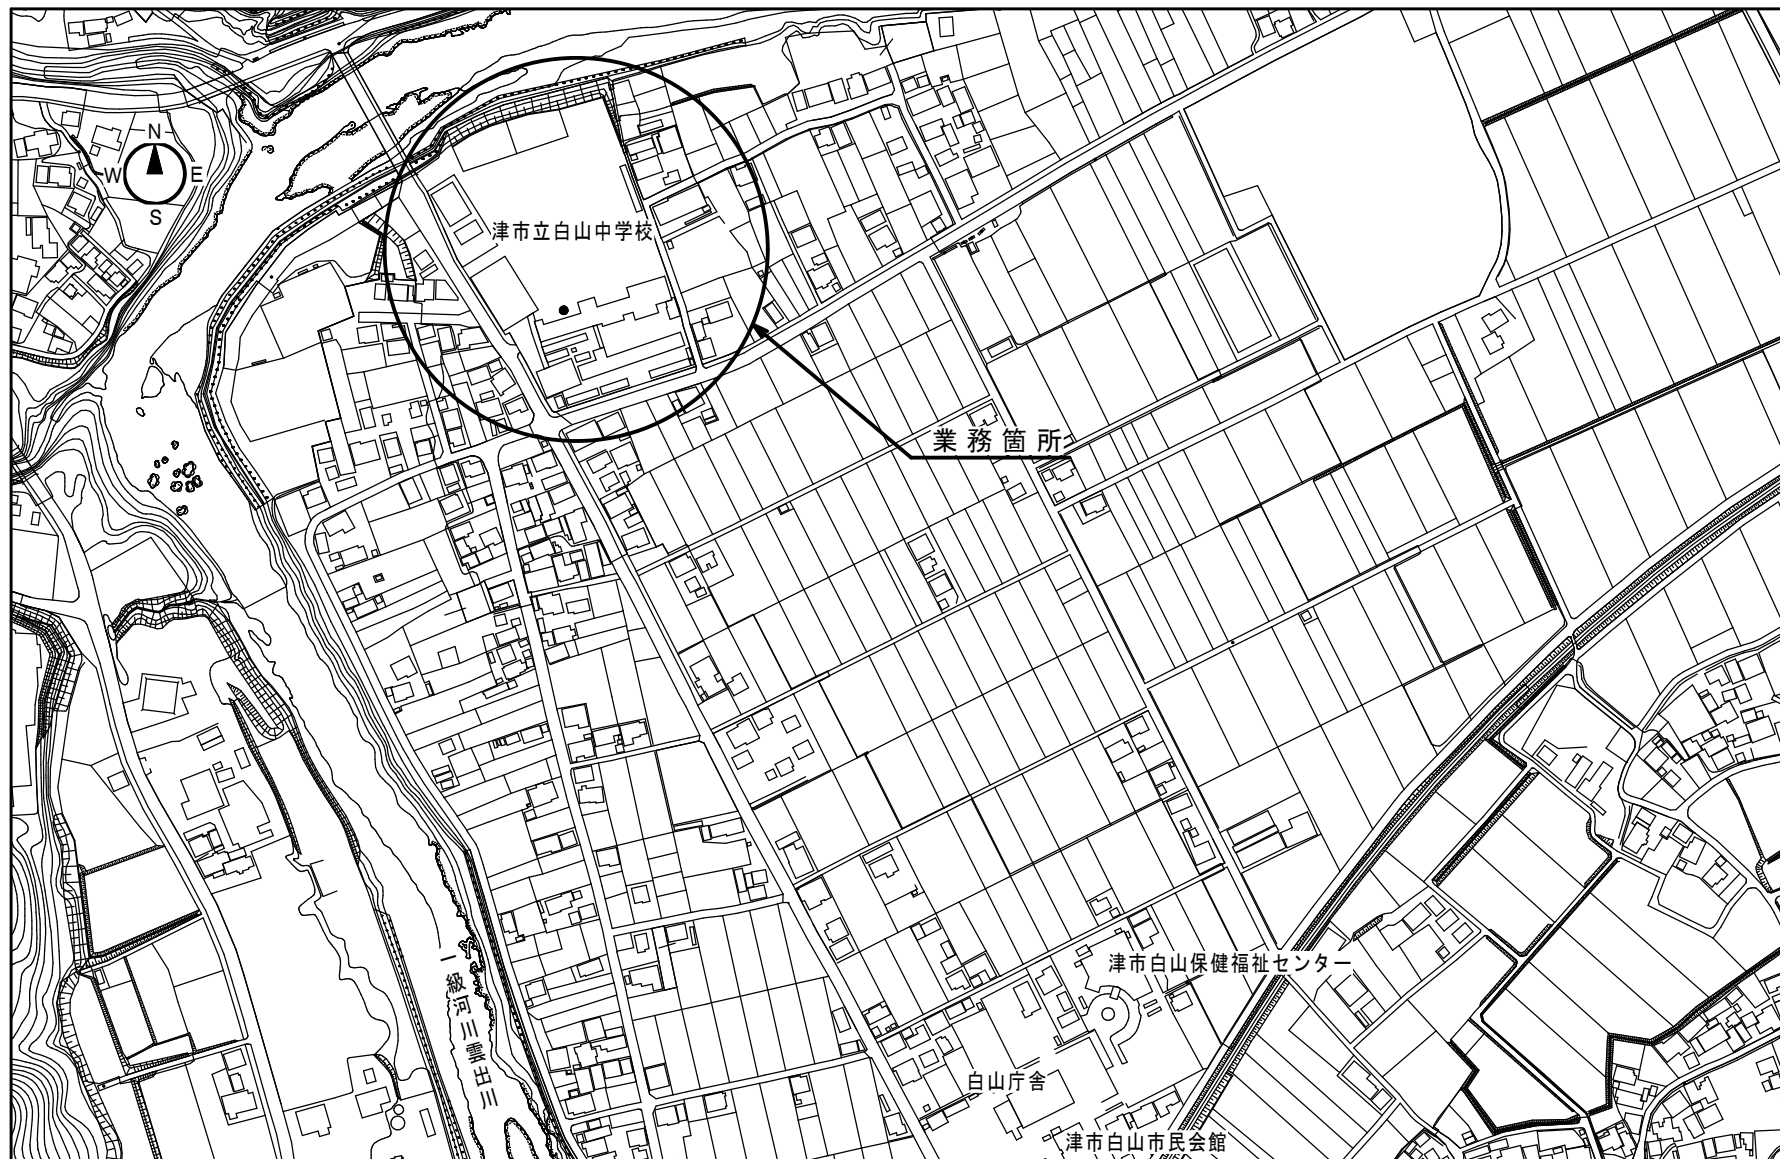 N
W
E
S
津市立白山中学校
業務箇所
津市白山保健福祉センター
一級河川雲出川
白山庁舎
津市白山市民会館